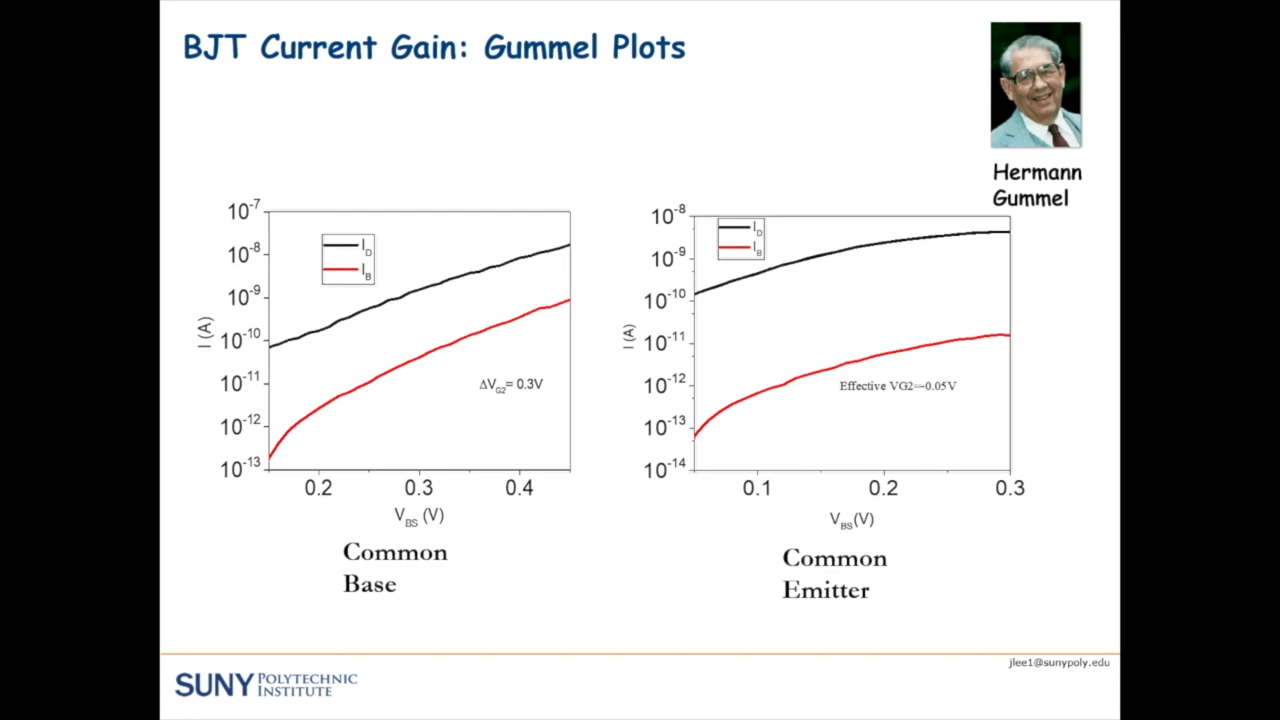 BJT Current Gain: Gummel Plots
Hermann
Gummel
10-7
10-8
10-9
10-10
10-11
10-12
10-13
I (A)
ID
IB
ΔVG2= 0.3V
0.2
0.3
0.4
VBS (V)
Common
Base
10-8
10-9
10-10
10-11
10-12
10-13
10-14
I (A)
ID
IB
Effective VG2=-0.05V
0.1
0.2
0.3
VBS(V)
Common
Emitter
jlee1@sunypoly.edu
SUNY POLYTECHNIC
INSTITUTE